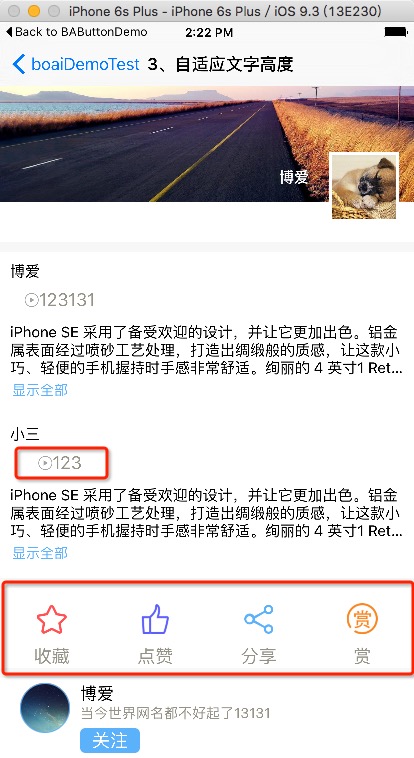 iPhone 6s Plus - iPhone 6s Plus / iOS 9.3 (13E230)
Back to BAButtonDemo 2:22 PM
boaiDemoTest 3、自适应文字高度
博爱
博爱
123131
iPhone SE 采用了备受欢迎的设计，并让它更加出色。铝金
属表面经过喷砂工艺处理，打造出绸缎般的质感，让这款小
巧、轻便的手机握持时手感非常舒适。绚丽的 4 英寸1 Ret...
显示全部
小三
123
iPhone SE 采用了备受欢迎的设计，并让它更加出色。铝金
属表面经过喷砂工艺处理，打造出绸缎般的质感，让这款小
巧、轻便的手机握持时手感非常舒适。绚丽的 4 英寸1 Ret...
显示全部
赏
收藏 点赞 分享 赏
博爱
当今世界网名都不好起了13131
关注